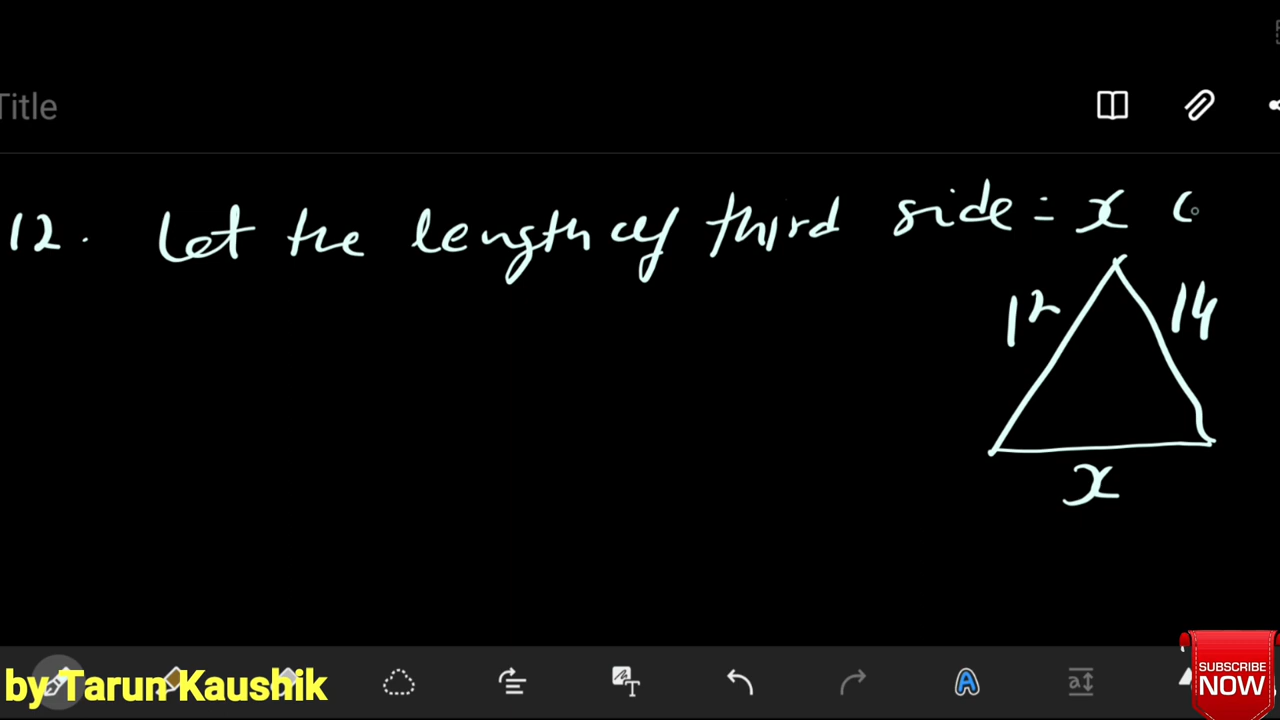 Title
12. Let the length of third side = x c
12
14
x
by Tarun Kaushik
SUBSCRIBE
NOW